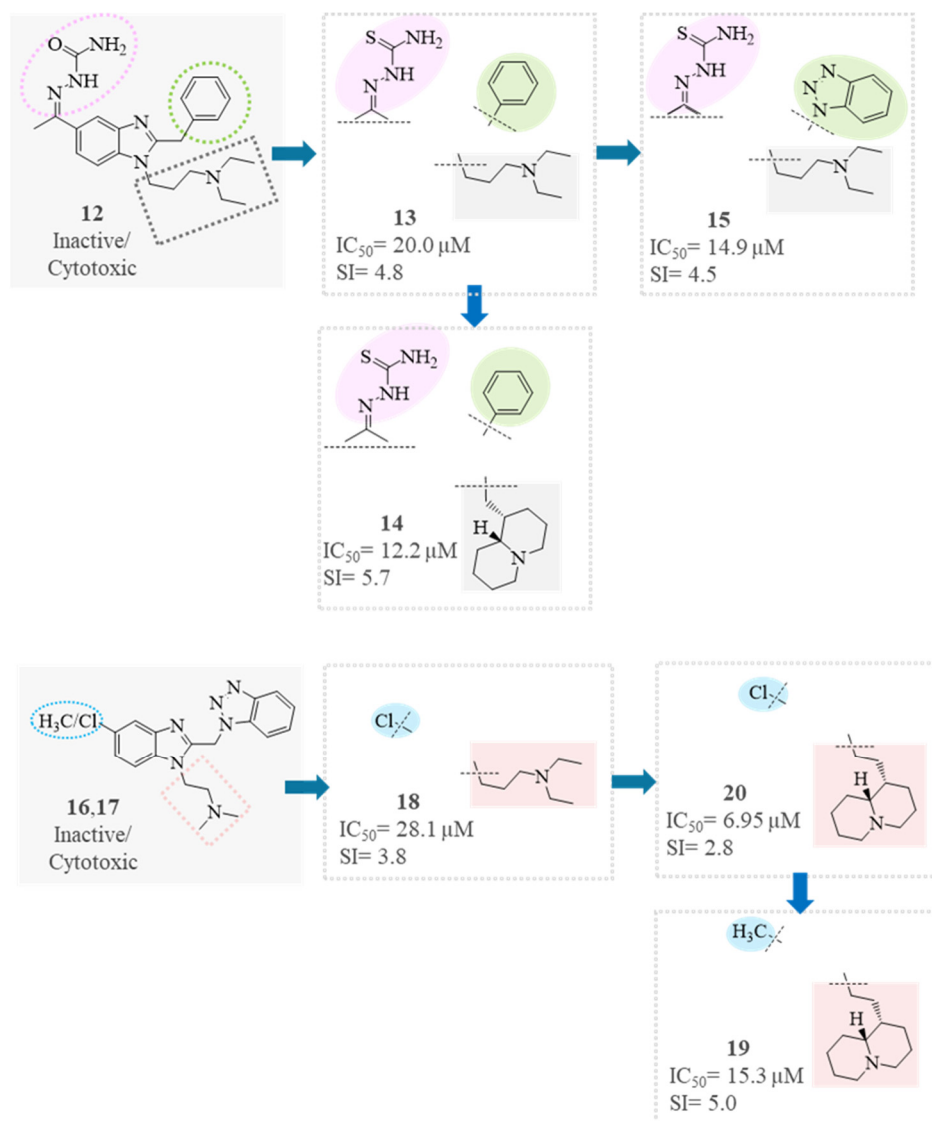 O
NH2
NH
N
N
N
N
12
Inactive/
Cytotoxic
S
NH2
NH
N
N
13
IC50= 20.0 µM
SI= 4.8
S
NH2
NH
N
N
N
N
N
15
IC50= 14.9 µM
SI= 4.5
S
NH2
NH
N
H
N
14
IC50= 12.2 µM
SI= 5.7
H3C/Cl
N
N
N
N
N
N
16,17
Inactive/
Cytotoxic
Cl
N
18
IC50= 28.1 µM
SI= 3.8
Cl
H
N
20
IC50= 6.95 µM
SI= 2.8
H3C
H
N
19
IC50= 15.3 µM
SI= 5.0